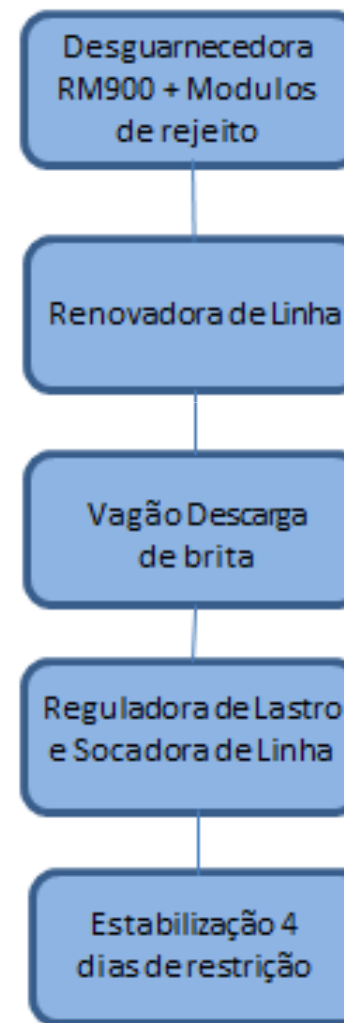 Desguarnecedora
RM900 + Modulos
de rejeito
Renovadora de Linha
Vagão Descarga
de brita
Reguladora de Lastro
e Socadora de Linha
Estabilização 4
dias de restrição